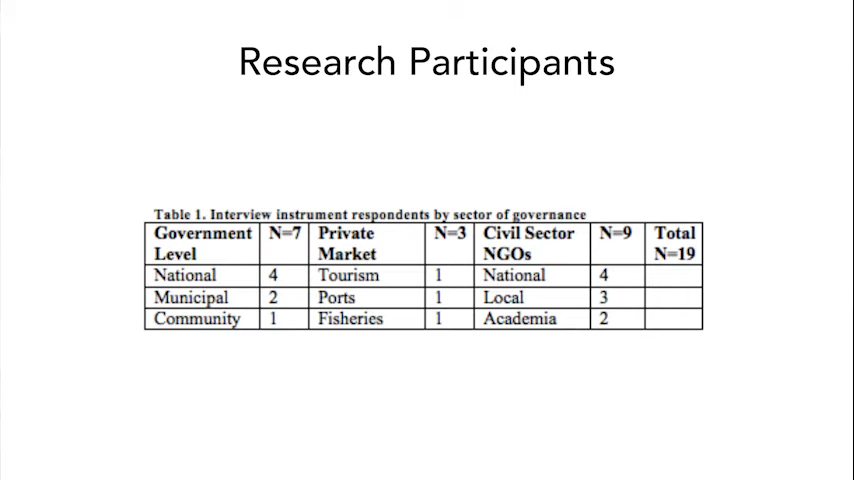 Research Participants
Table 1. Interview instrument respondents by sector of governance
Government Level N=7 Private Market N=3 Civil Sector NGOs N=9 Total N=19
National 4 Tourism 1 National 4
Municipal 2 Ports 1 Local 3
Community 1 Fisheries 1 Academia 2